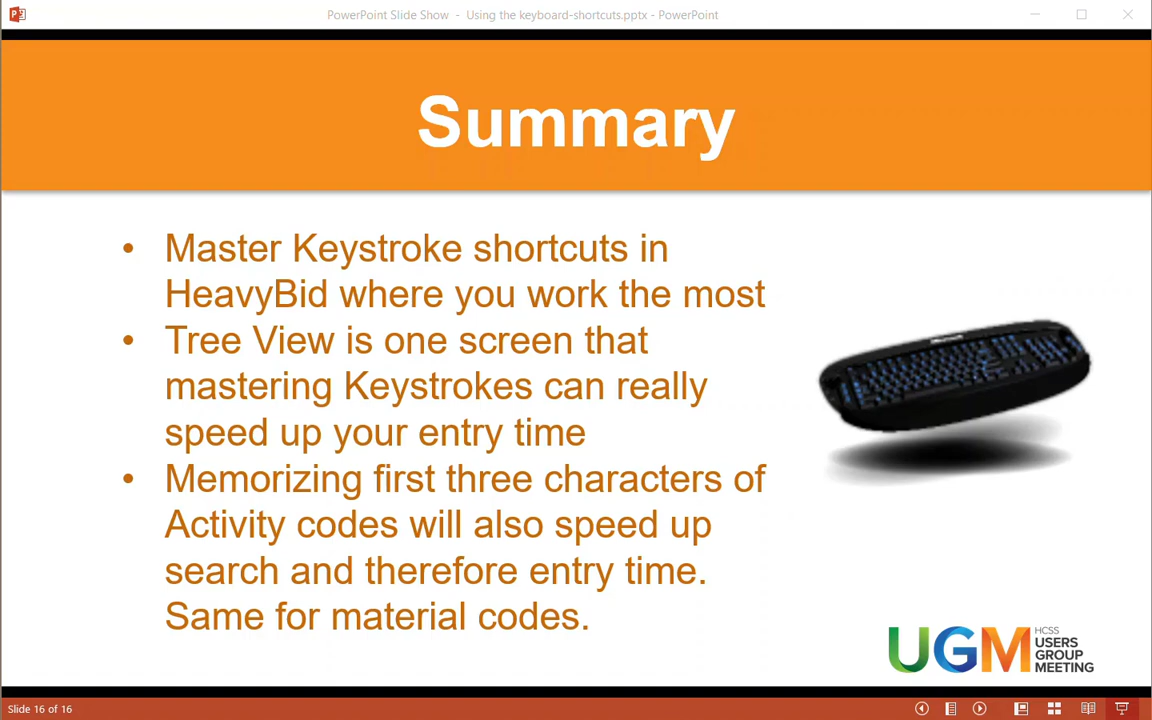 PowerPoint Slide Show - Using the keyboard-shortcuts.pptx - PowerPoint
Summary
• Master Keystroke shortcuts in
HeavyBid where you work the most
• Tree View is one screen that
mastering Keystrokes can really
speed up your entry time
• Memorizing first three characters of
Activity codes will also speed up
search and therefore entry time.
Same for material codes.
UGM
HCSS
USERS
GROUP
MEETING
Slide 16 of 16